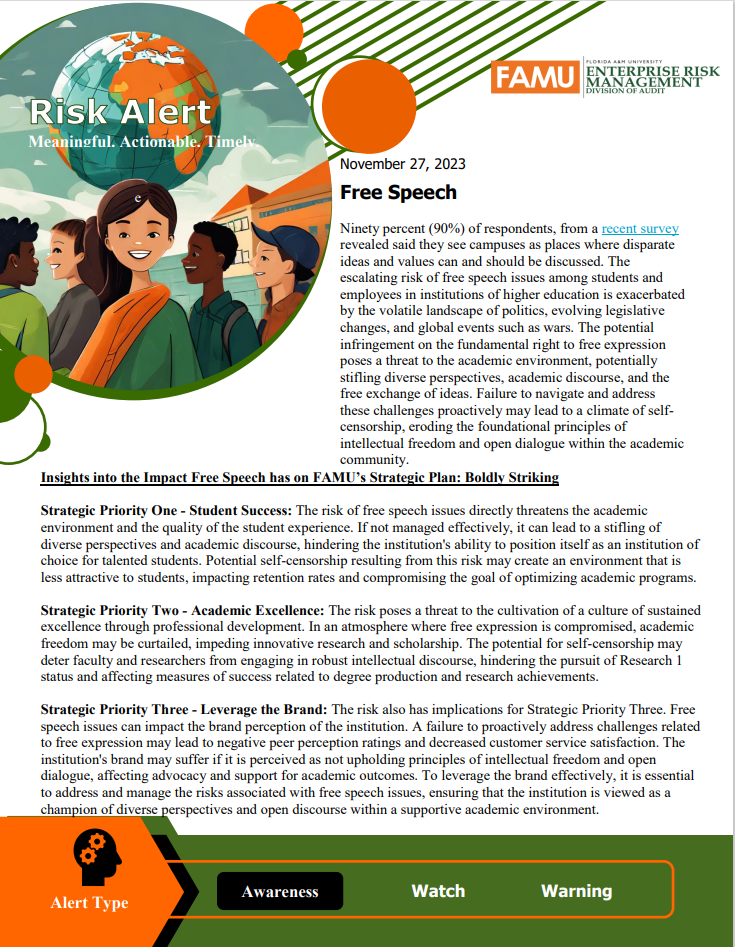 FAMU
FLORIDA A&M UNIVERSITY
ENTERPRISE RISK
MANAGEMENT
DIVISION OF AUDIT
Risk Alert
Meaningful. Actionable. Timely.
e
November 27, 2023
Free Speech
Ninety percent (90%) of respondents, from a recent survey
revealed said they see campuses as places where disparate
ideas and values can and should be discussed. The
escalating risk of free speech issues among students and
employees in institutions of higher education is exacerbated
by the volatile landscape of politics, evolving legislative
changes, and global events such as wars. The potential
infringement on the fundamental right to free expression
poses a threat to the academic environment, potentially
stifling diverse perspectives, academic discourse, and the
free exchange of ideas. Failure to navigate and address
these challenges proactively may lead to a climate of self-
censorship, eroding the foundational principles of
intellectual freedom and open dialogue within the academic
community.
Insights into the Impact Free Speech has on FAMU's Strategic Plan: Boldly Striking
Strategic Priority One - Student Success: The risk of free speech issues directly threatens the academic
environment and the quality of the student experience. If not managed effectively, it can lead to a stifling of
diverse perspectives and academic discourse, hindering the institution's ability to position itself as an institution of
choice for talented students. Potential self-censorship resulting from this risk may create an environment that is
less attractive to students, impacting retention rates and compromising the goal of optimizing academic programs.
Strategic Priority Two - Academic Excellence: The risk poses a threat to the cultivation of a culture of sustained
excellence through professional development. In an atmosphere where free expression is compromised, academic
freedom may be curtailed, impeding innovative research and scholarship. The potential for self-censorship may
deter faculty and researchers from engaging in robust intellectual discourse, hindering the pursuit of Research 1
status and affecting measures of success related to degree production and research achievements.
Strategic Priority Three - Leverage the Brand: The risk also has implications for Strategic Priority Three. Free
speech issues can impact the brand perception of the institution. A failure to proactively address challenges related
to free expression may lead to negative peer perception ratings and decreased customer service satisfaction. The
institution's brand may suffer if it is perceived as not upholding principles of intellectual freedom and open
dialogue, affecting advocacy and support for academic outcomes. To leverage the brand effectively, it is essential
to address and manage the risks associated with free speech issues, ensuring that the institution is viewed as a
champion of diverse perspectives and open discourse within a supportive academic environment.
Alert Type
Awareness
Watch
Warning